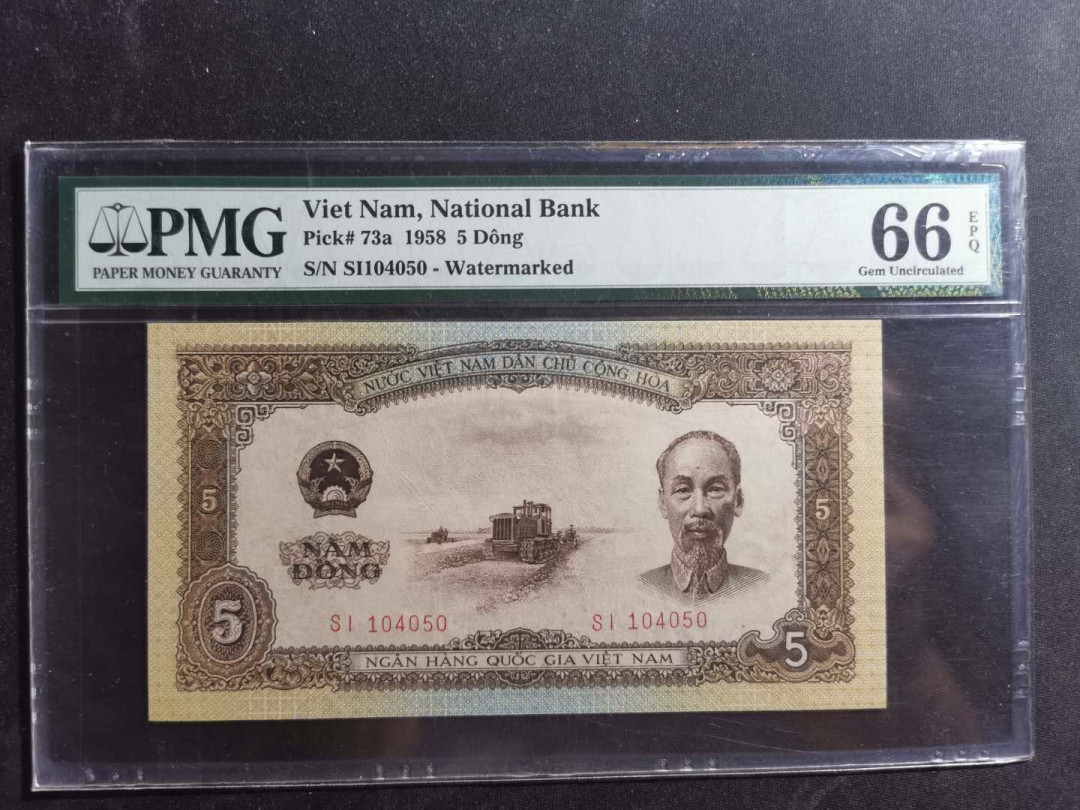 PMG
PAPER MONEY GUARANTY
Viet Nam, National Bank
Pick# 73a 1958 5 Dông
S/N SI104050 - Watermarked
66 EPQ
Gem Uncirculated
NƯỚC VIỆT NAM DÂN CHỦ CỘNG HÒA
5
5
NĂM
ĐỒNG
5
SI 104050
SI 104050
5
NGÂN HÀNG QUỐC GIA VIỆT NAM